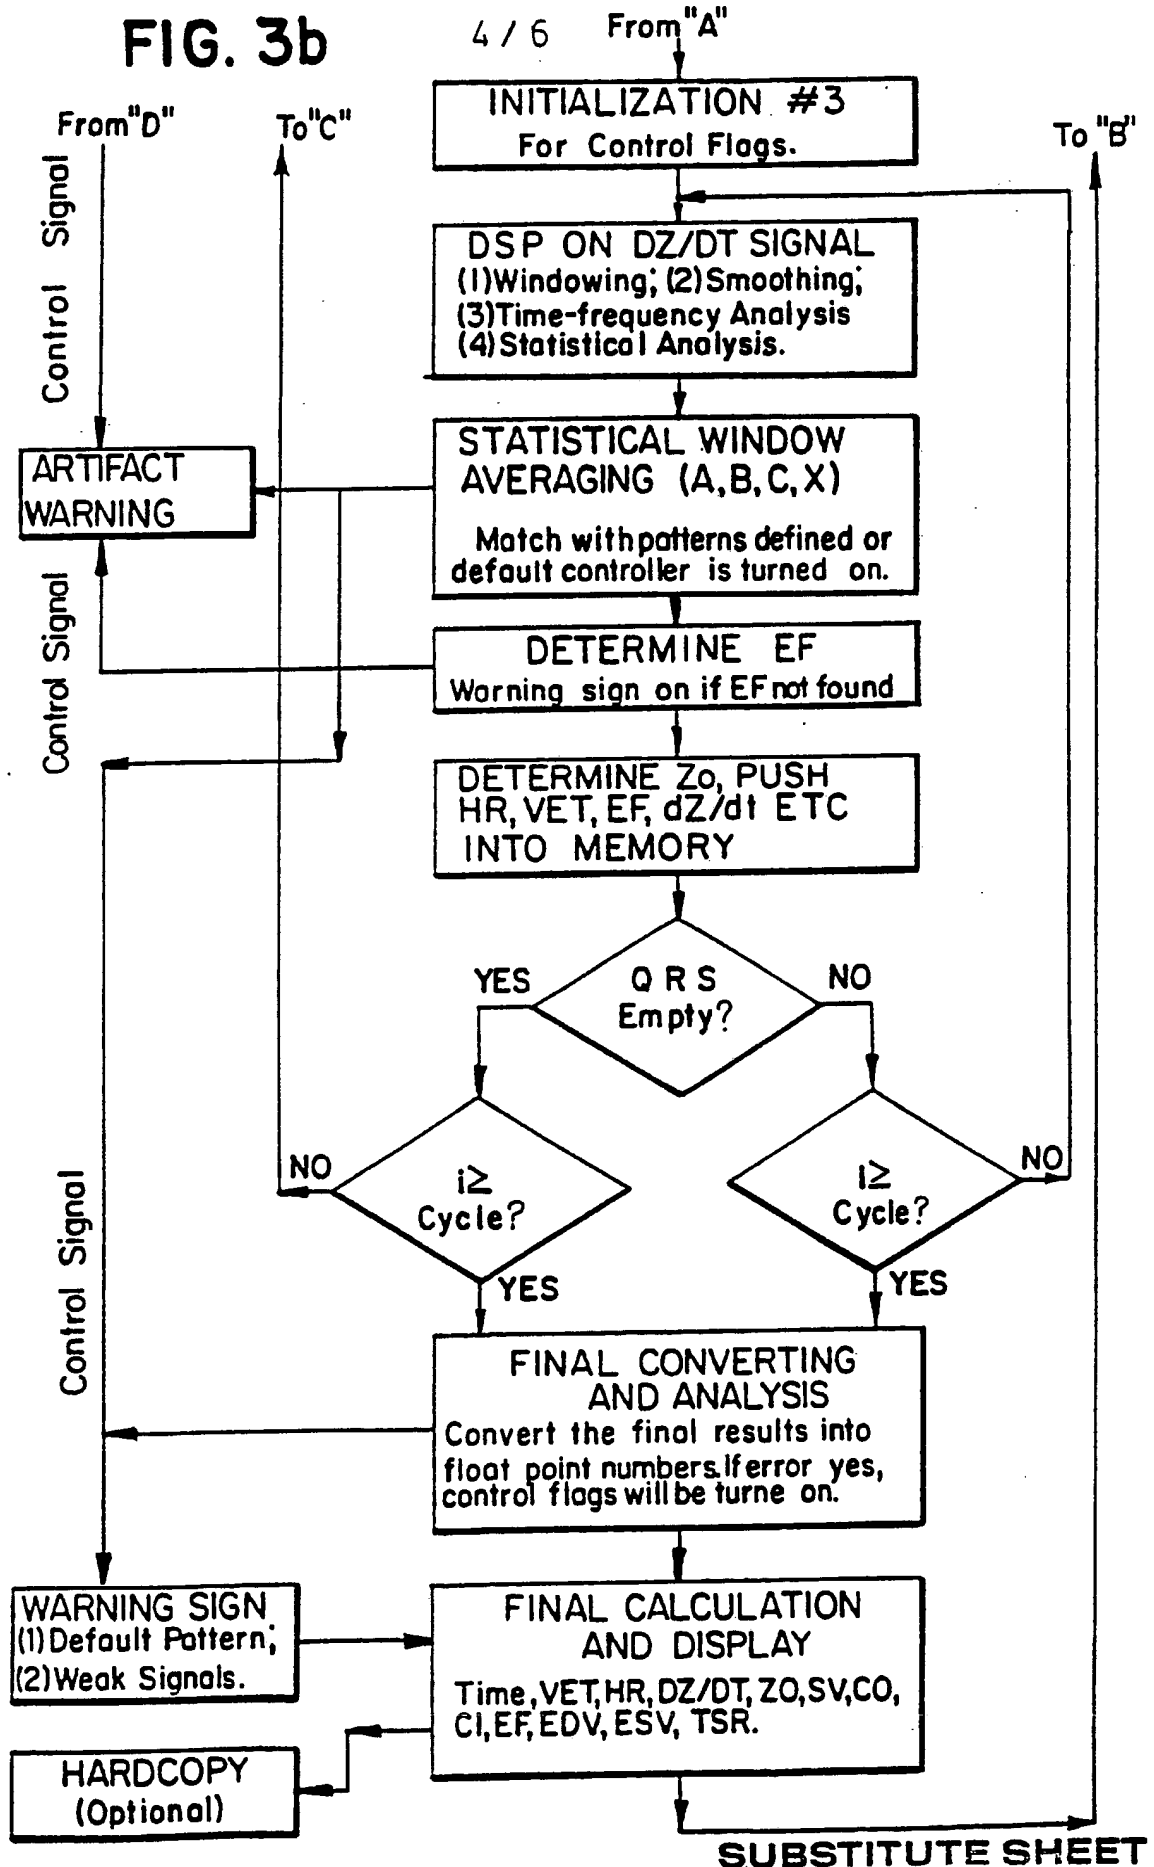 FIG. 3b
4 / 6
From "A"
INITIALIZATION #3
For Control Flags.
From "D"
To "C"
To "B"
Control Signal
DSP ON DZ/DT SIGNAL
(1) Windowing; (2) Smoothing;
(3) Time-frequency Analysis
(4) Statistical Analysis.
ARTIFACT
WARNING
STATISTICAL WINDOW
AVERAGING (A,B,C,X)
Match with patterns defined or
default controller is turned on.
Control Signal
DETERMINE EF
Warning sign on if EF not found
DETERMINE Zo, PUSH
HR, VET, EF, dZ/dt ETC
INTO MEMORY
YES
Q R S
Empty?
NO
NO
i≥
Cycle?
YES
i≥
Cycle?
NO
YES
Control Signal
FINAL CONVERTING
AND ANALYSIS
Convert the final results into
float point numbers. If error yes,
control flags will be turne on.
WARNING SIGN
(1) Default Pattern;
(2) Weak Signals.
FINAL CALCULATION
AND DISPLAY
Time, VET, HR, DZ/DT, ZO, SV, CO,
CI, EF, EDV, ESV, TSR.
HARDCOPY
(Optional)
SUBSTITUTE SHEET